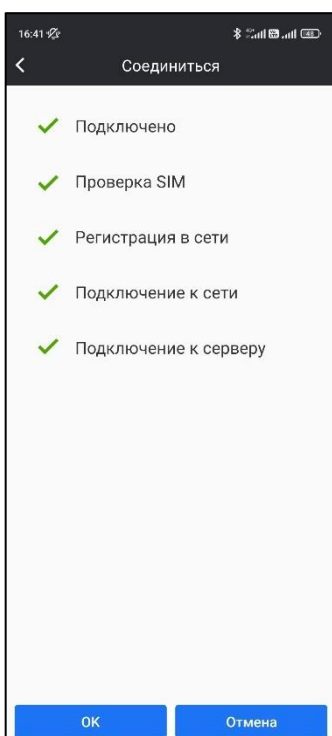 16:41
Соединиться
Подключено
Проверка SIM
Регистрация в сети
Подключение к сети
Подключение к серверу
OK
Отмена